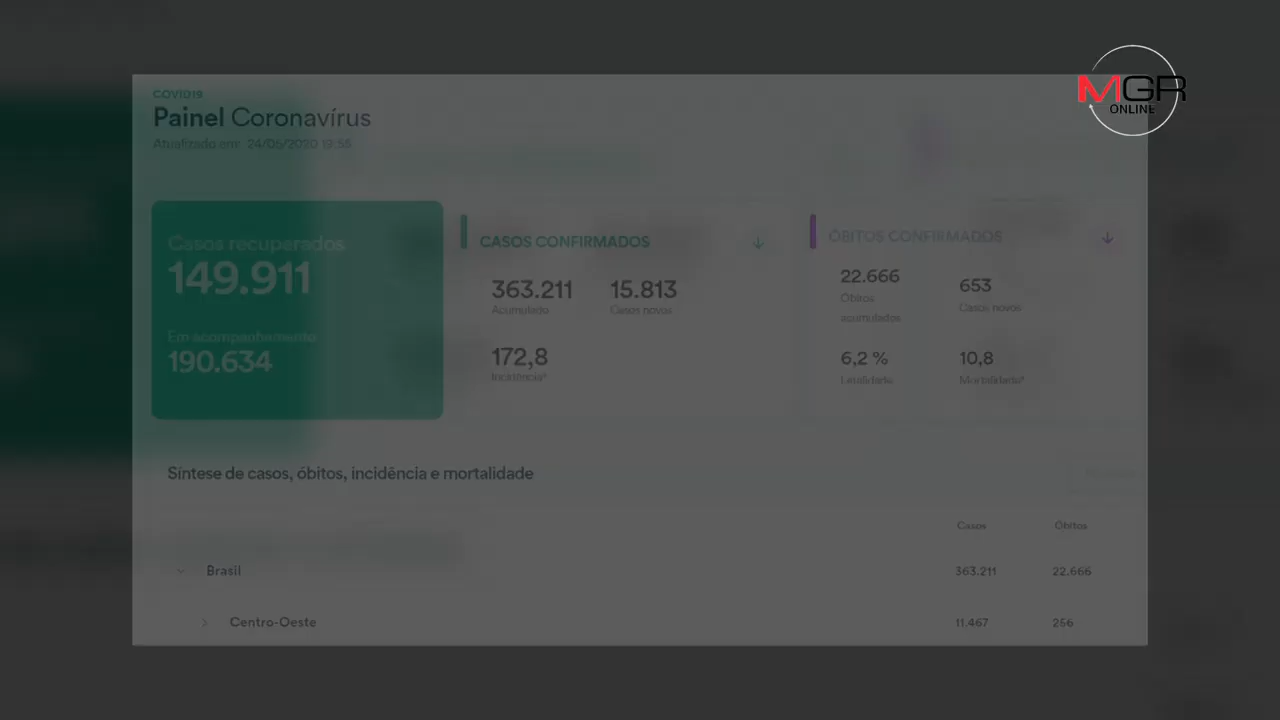 MGR
ONLINE
COVID19
Painel Coronavírus
Atualizado em: 24/05/2020 19:55
Casos recuperados
149.911
Em acompanhamento
190.634
CASOS CONFIRMADOS
363.211
Acumulado
15.813
Casos novos
172,8
Incidência*
ÓBITOS CONFIRMADOS
22.666
Óbitos
acumulados
653
Casos novos
6,2 %
Letalidade
10,8
Mortalidade*
Síntese de casos, óbitos, incidência e mortalidade
Casos Óbitos
Brasil 363.211 22.666
Centro-Oeste 11.467 256